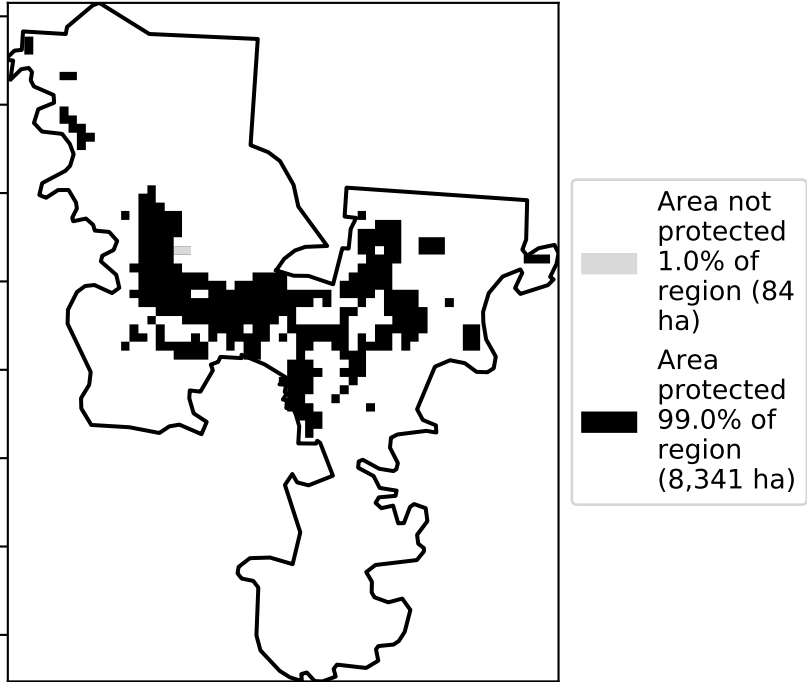 Area not
protected
1.0% of
region (84
ha)
Area
protected
99.0% of
region
(8,341 ha)